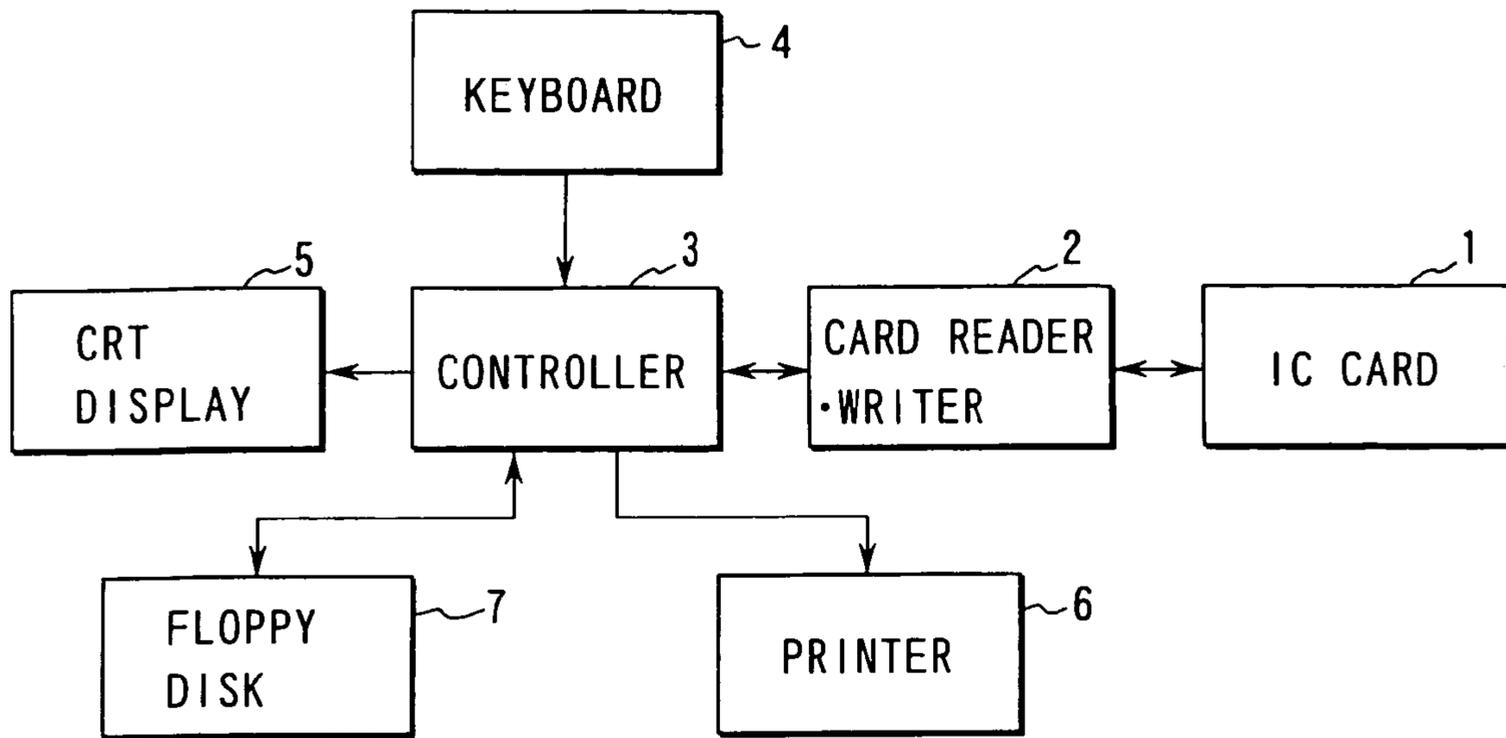 4
KEYBOARD
5
3
2
1
CRT
DISPLAY
CONTROLLER
CARD READER
·WRITER
IC CARD
7
6
FLOPPY
DISK
PRINTER